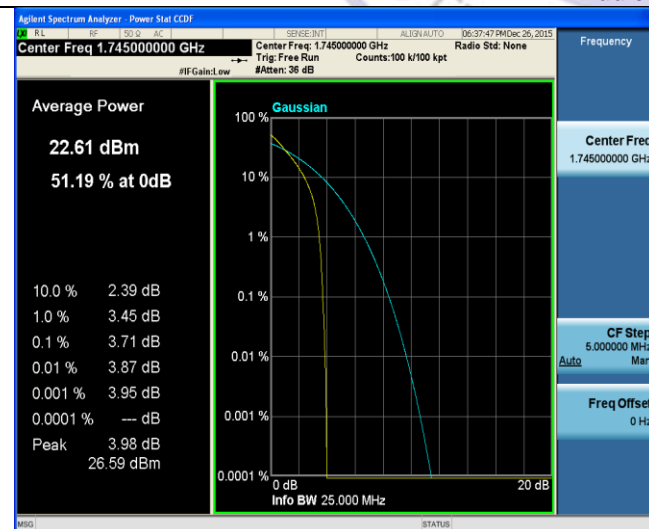 Agilent Spectrum Analyzer - Power Stat CCDF
RL RF 50 Ω AC SENSE:INT ALIGN AUTO 06:37:47 PM Dec 26, 2015
Center Freq 1.745000000 GHz
Center Freq: 1.745000000 GHz Radio Std: None
Trig: Free Run Counts:100 k/100 kpt
#IFGain:Low #Atten: 36 dB
Frequency
Average Power
22.61 dBm
51.19 % at 0dB
10.0 % 2.39 dB
1.0 % 3.45 dB
0.1 % 3.71 dB
0.01 % 3.87 dB
0.001 % 3.95 dB
0.0001 % --- dB
Peak 3.98 dB
26.59 dBm
Gaussian
100 %
10 %
1 %
0.1 %
0.01 %
0.001 %
0.0001 %
0 dB 20 dB
Info BW 25.000 MHz
Center Freq
1.745000000 GHz
CF Step
5.000000 MHz
Auto Man
Freq Offset
0 Hz
MSG STATUS